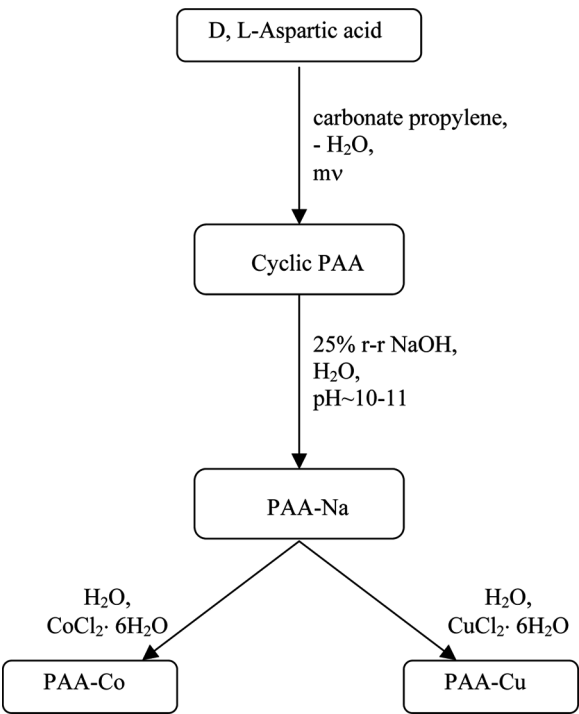 D, L-Aspartic acid
carbonate propylene,
- H₂O,
mν
Cyclic PAA
25% r-r NaOH,
H₂O,
pH~10-11
PAA-Na
H₂O,
CoCl₂· 6H₂O
H₂O,
CuCl₂· 6H₂O
PAA-Co
PAA-Cu